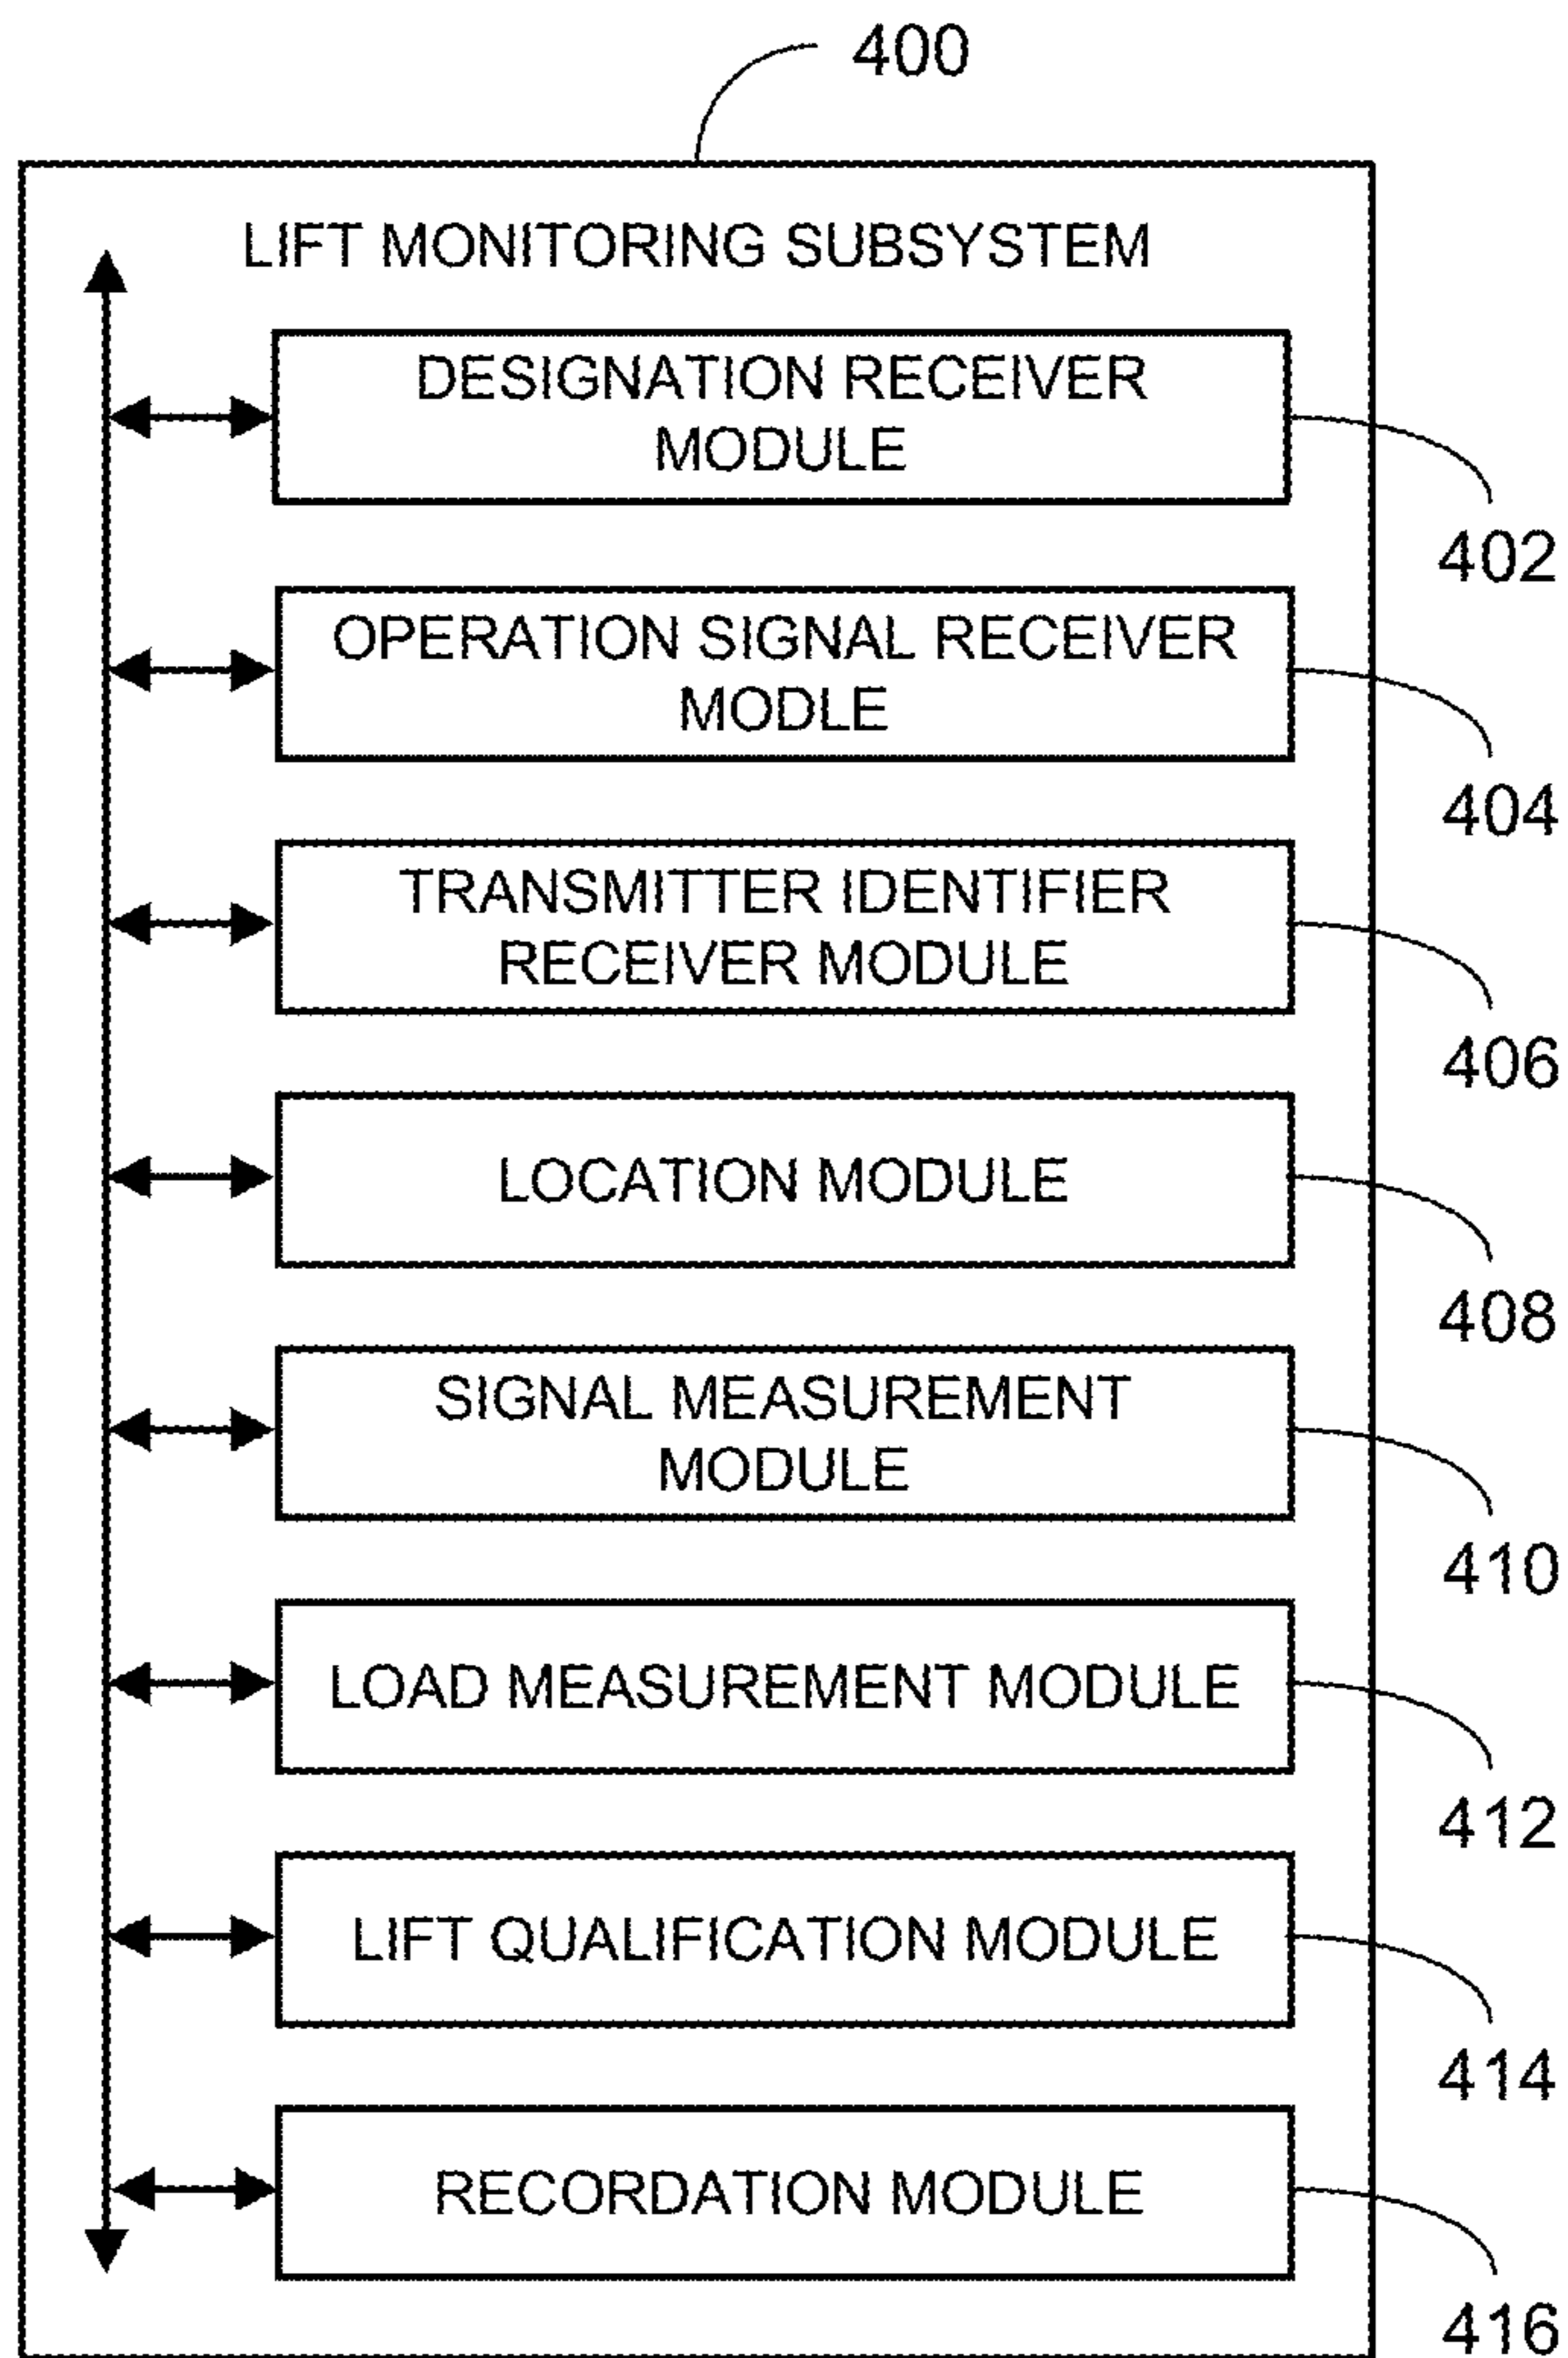 400
LIFT MONITORING SUBSYSTEM
DESIGNATION RECEIVER
MODULE
402
OPERATION SIGNAL RECEIVER
MODLE
404
TRANSMITTER IDENTIFIER
RECEIVER MODULE
406
LOCATION MODULE
408
SIGNAL MEASUREMENT
MODULE
410
LOAD MEASUREMENT MODULE
412
LIFT QUALIFICATION MODULE
414
RECORDATION MODULE
416